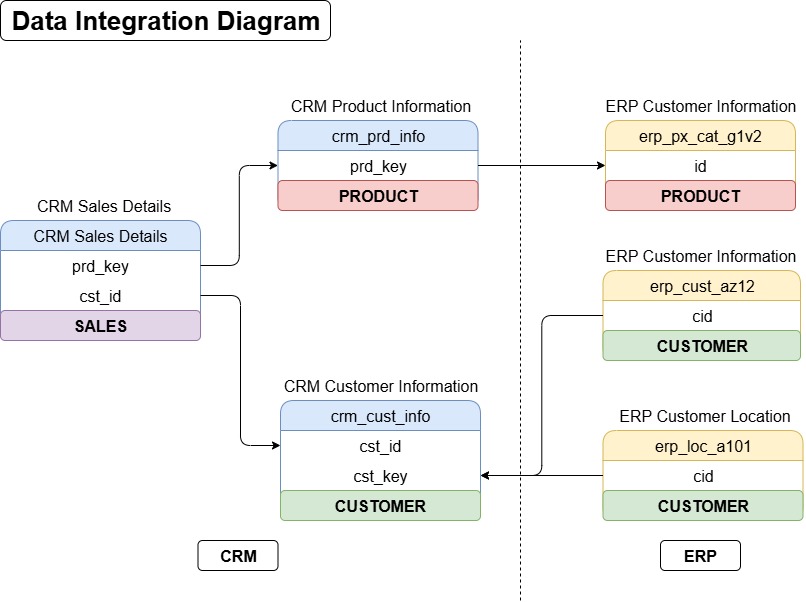 Data Integration Diagram
CRM Product Information
crm_prd_info
prd_key
PRODUCT
ERP Customer Information
erp_px_cat_g1v2
id
PRODUCT
CRM Sales Details
CRM Sales Details
prd_key
cst_id
SALES
ERP Customer Information
erp_cust_az12
cid
CUSTOMER
CRM Customer Information
crm_cust_info
cst_id
cst_key
CUSTOMER
ERP Customer Location
erp_loc_a101
cid
CUSTOMER
CRM
ERP